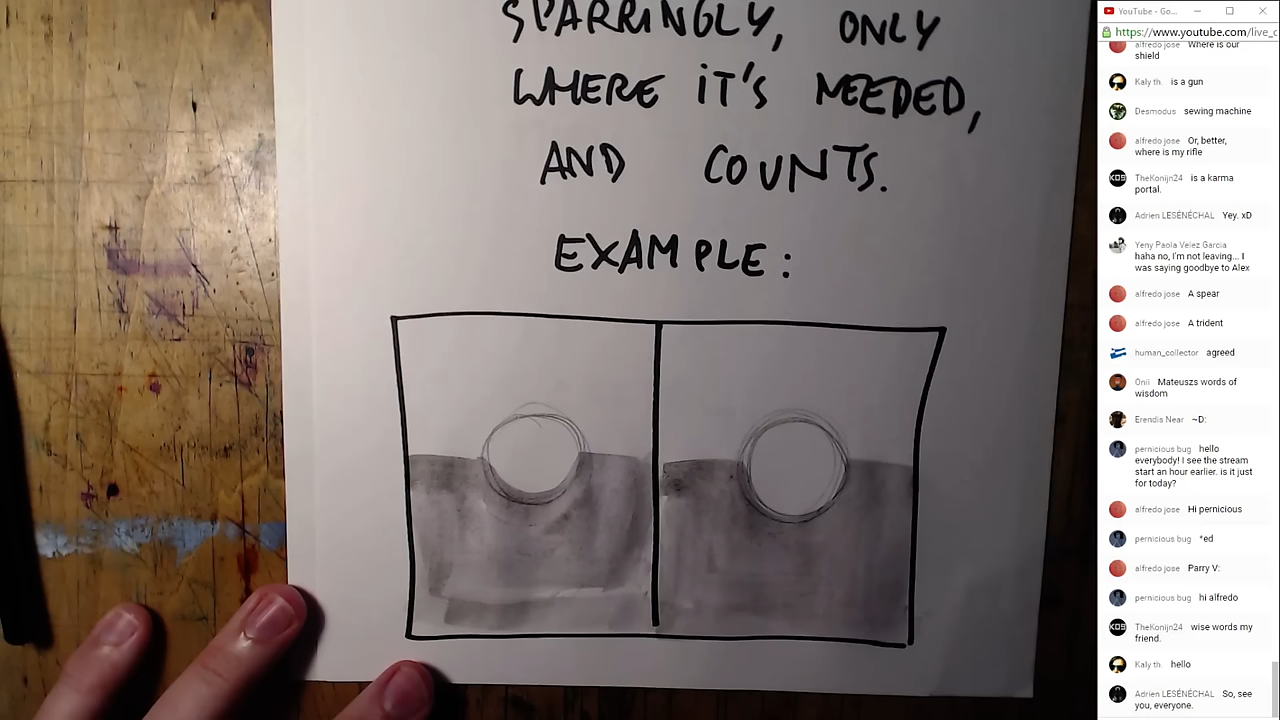 SPARRINGLY, ONLY
WHERE iT'S NEEDED,
AND COUNTS.
EXAMPLE:
YouTube - Go...
https://www.youtube.com/live_c
alfredo jose Where is our
shield
Kaly th. is a gun
Desmodus sewing machine
alfredo jose Or, better,
where is my rifle
TheKonijn24 is a karma
portal.
Adrien LESÉNÉCHAL Yey. xD
Yeny Paola Velez Garcia
haha no, I'm not leaving... I
was saying goodbye to Alex
alfredo jose A spear
alfredo jose A trident
human_collector agreed
Onii Mateuszs words of
wisdom
Erendis Near ~D:
pernicious bug hello
everybody! I see the stream
start an hour earlier. is it just
for today?
alfredo jose Hi pernicious
pernicious bug *ed
alfredo jose Parry V:
pernicious bug hi alfredo
TheKonijn24 wise words my
friend.
Kaly th. hello
Adrien LESÉNÉCHAL So, see
you, everyone.